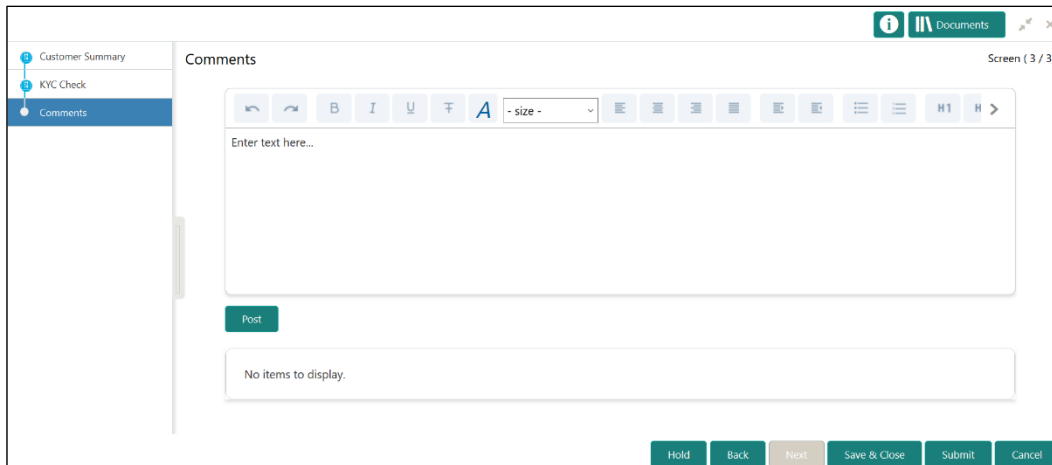 Documents
Customer Summary
KYC Check
Comments
Comments
Screen ( 3 / 3
B I U T A - size - H1 H
Enter text here...
Post
No items to display.
Hold Back Next Save & Close Submit Cancel